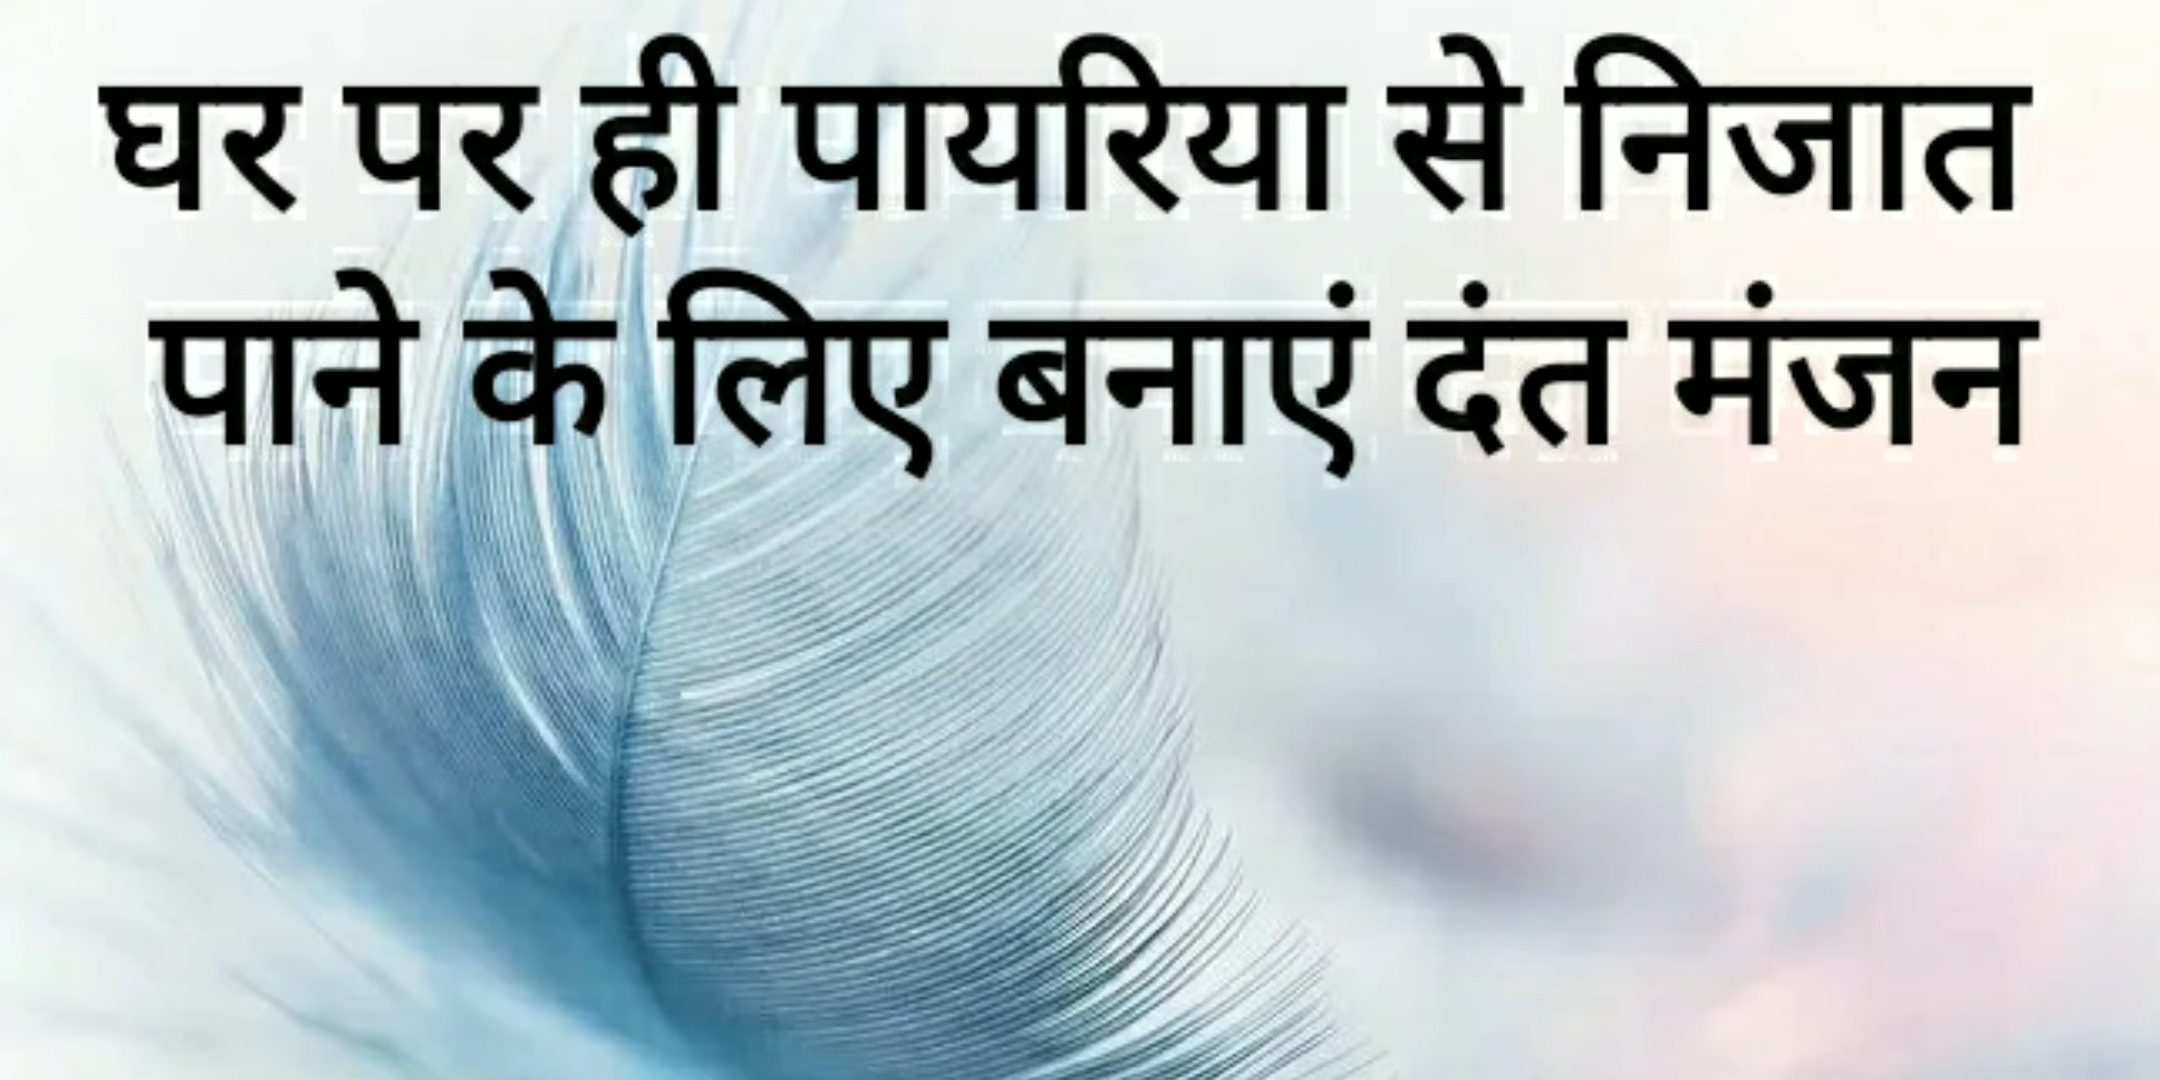 घर पर ही पायरिया से निजात
पाने के लिए बनाएं दंत मंजन